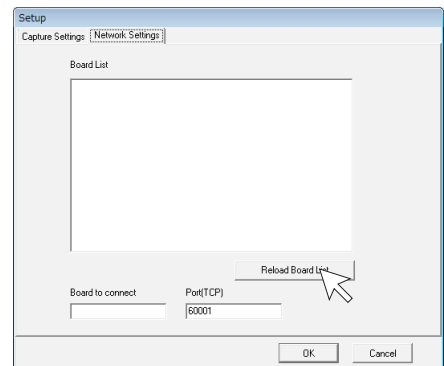 Setup
Capture Settings Network Settings
Board List
Reload Board List
Board to connect Port(TCP)
60001
OK Cancel